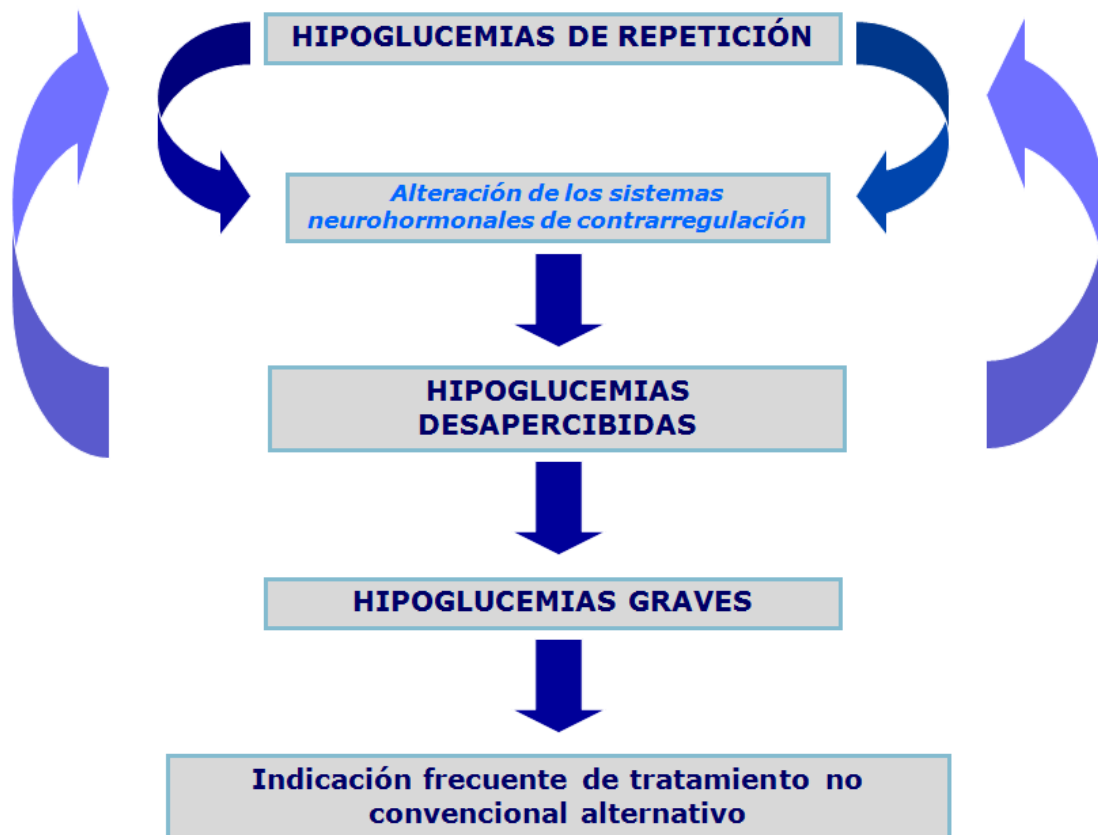 HIPOGLUCEMIAS DE REPETICIÓN
Alteración de los sistemas
neurohormonales de contrarregulación
HIPOGLUCEMIAS
DESAPERCIBIDAS
HIPOGLUCEMIAS GRAVES
Indicación frecuente de tratamiento no
convencional alternativo